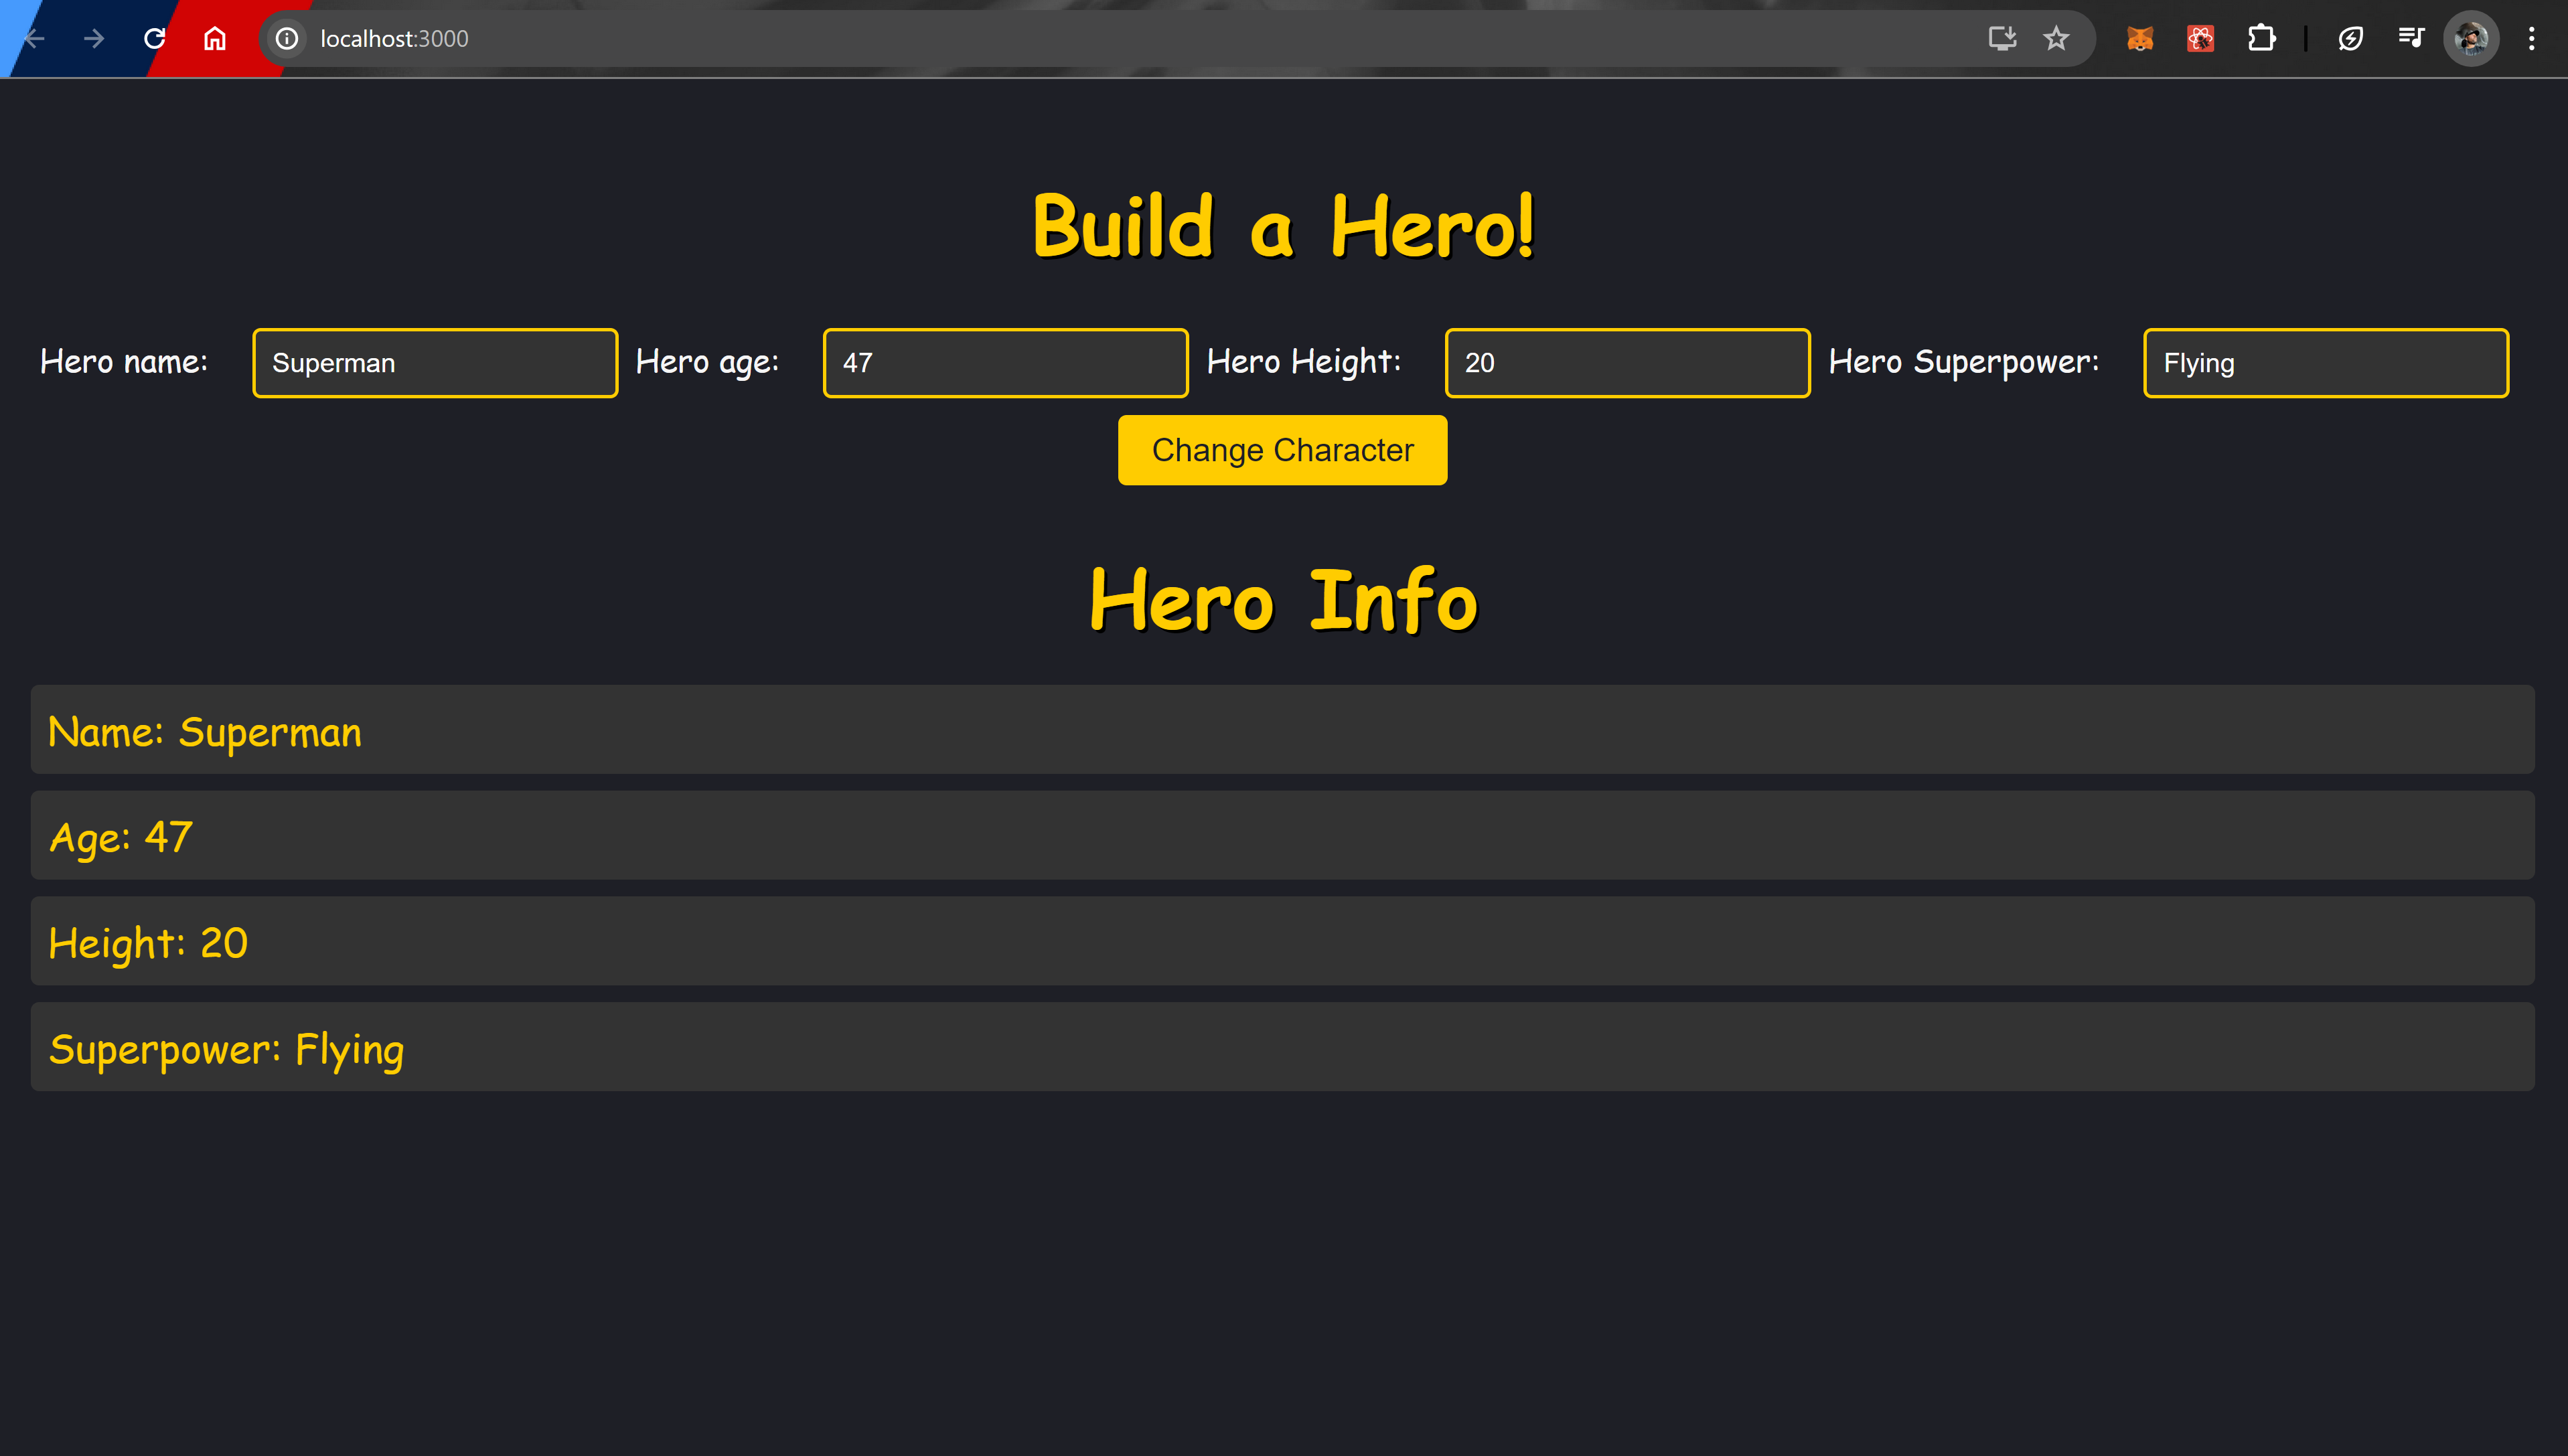 localhost:3000
Build a Hero!
Hero name: Superman Hero age: 47 Hero Height: 20 Hero Superpower: Flying
Change Character
Hero Info
Name: Superman
Age: 47
Height: 20
Superpower: Flying